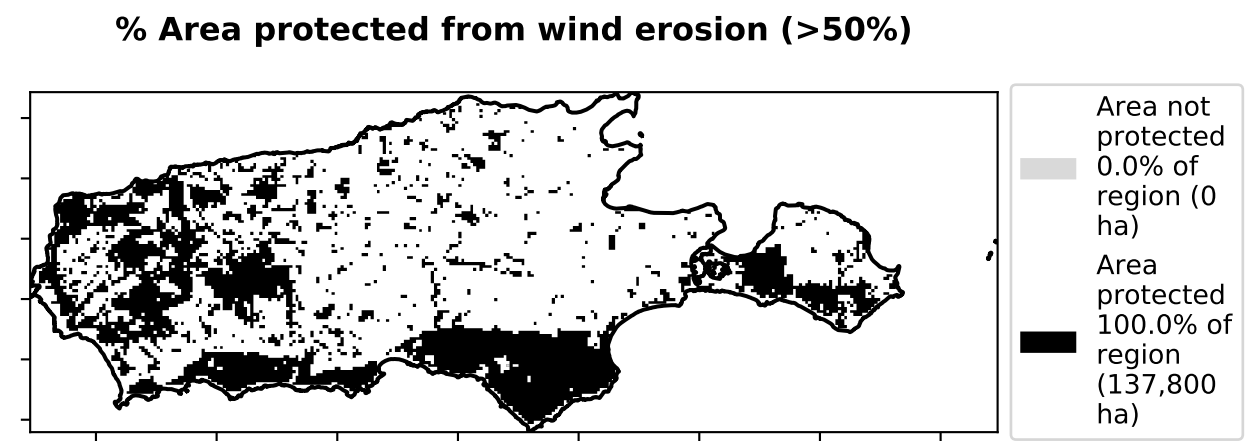 % Area protected from wind erosion (>50%)
Area not
protected
0.0% of
region (0
ha)
Area
protected
100.0% of
region
(137,800
ha)